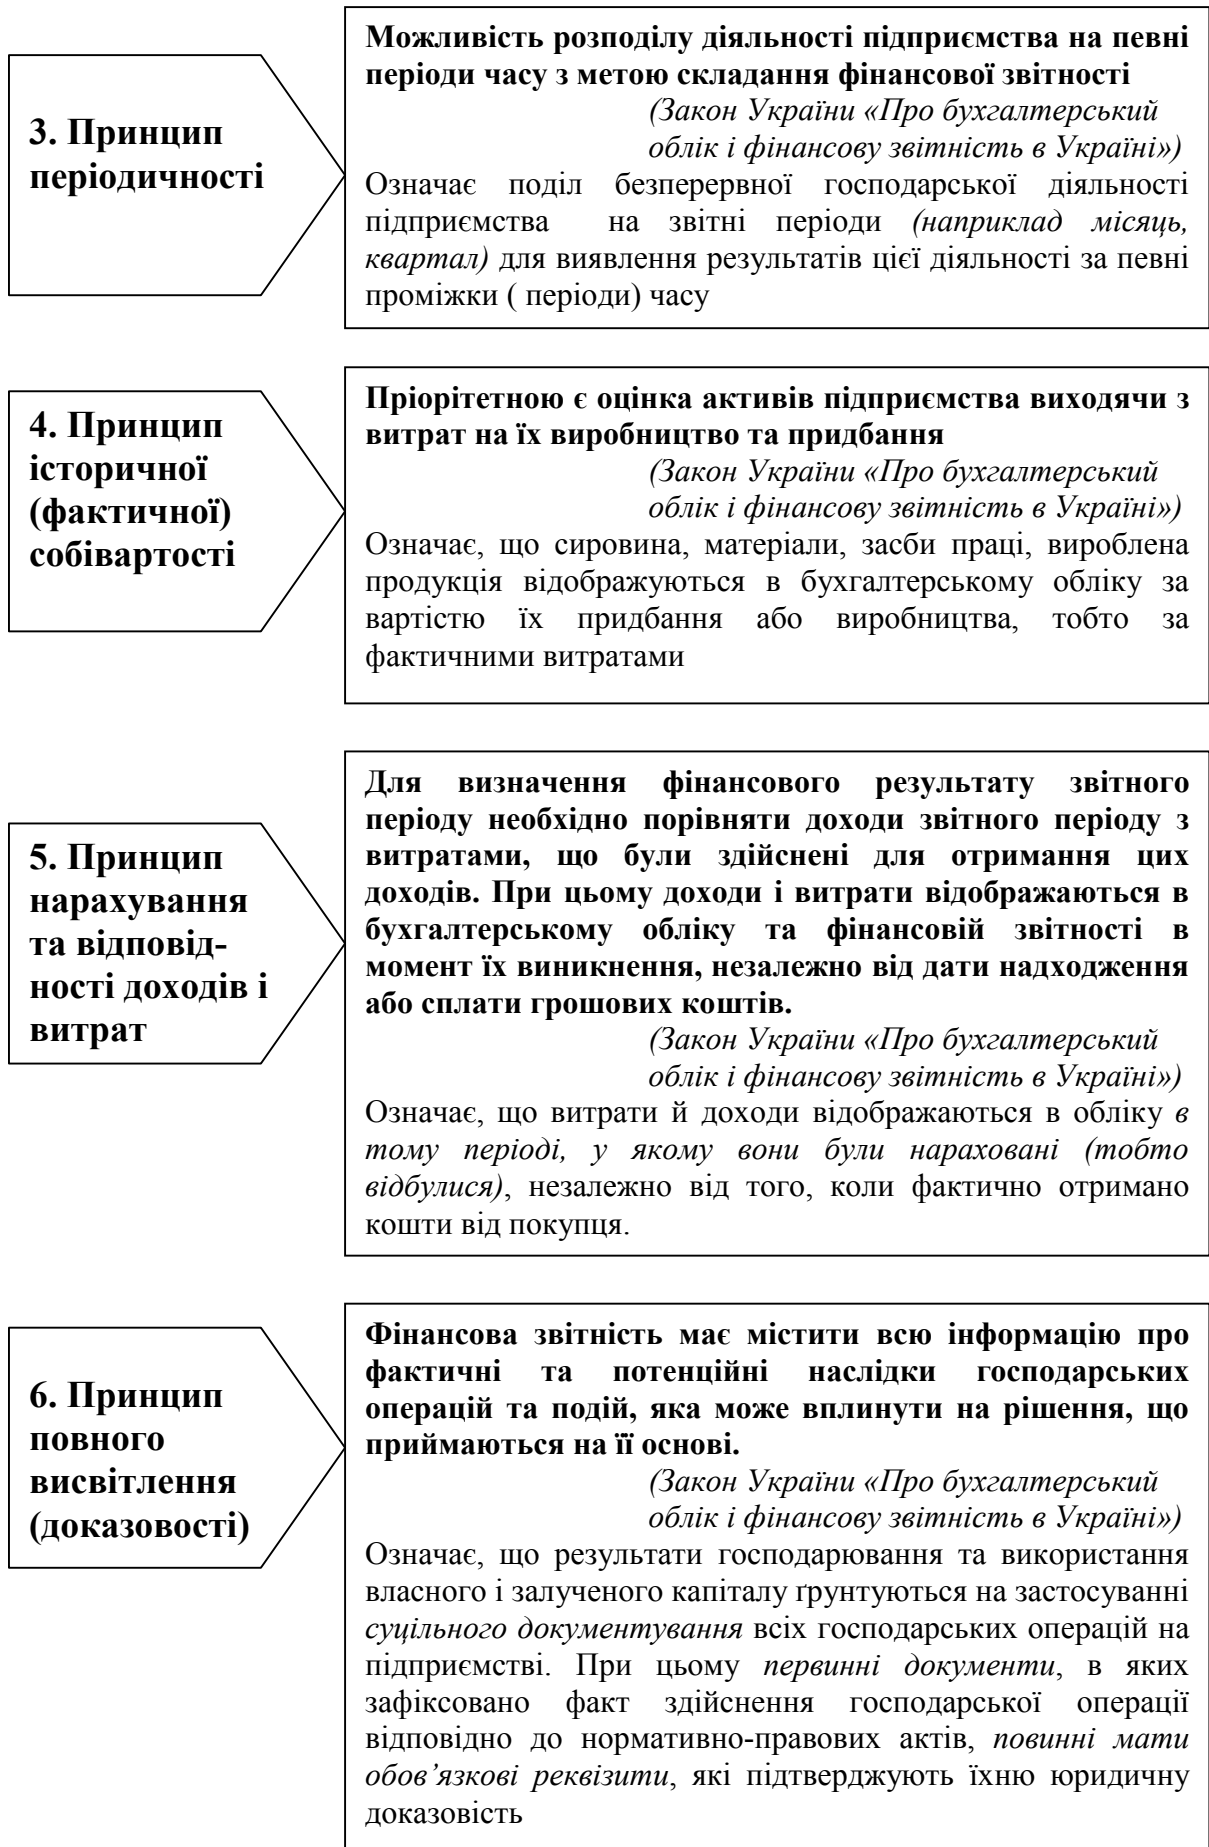 3. Принцип
періодичності
Можливість розподілу діяльності підприємства на певні
періоди часу з метою складання фінансової звітності
(Закон України «Про бухгалтерський
облік і фінансову звітність в Україні»)
Означає поділ безперервної господарської діяльності
підприємства на звітні періоди (наприклад місяць,
квартал) для виявлення результатів цієї діяльності за певні
проміжки ( періоди) часу
4. Принцип
історичної
(фактичної)
собівартості
Пріорітетною є оцінка активів підприємства виходячи з
витрат на їх виробництво та придбання
(Закон України «Про бухгалтерський
облік і фінансову звітність в Україні»)
Означає, що сировина, матеріали, засби праці, вироблена
продукція відображуються в бухгалтерському обліку за
вартістю їх придбання або виробництва, тобто за
фактичними витратами
5. Принцип
нарахування
та відповід-
ності доходів і
витрат
Для визначення фінансового результату звітного
періоду необхідно порівняти доходи звітного періоду з
витратами, що були здійснені для отримання цих
доходів. При цьому доходи і витрати відображаються в
бухгалтерському обліку та фінансовій звітності в
момент їх виникнення, незалежно від дати надходження
або сплати грошових коштів.
(Закон України «Про бухгалтерський
облік і фінансову звітність в Україні»)
Означає, що витрати й доходи відображаються в обліку в
тому періоді, у якому вони були нараховані (тобто
відбулися), незалежно від того, коли фактично отримано
кошти від покупця.
6. Принцип
повного
висвітлення
(доказовості)
Фінансова звітність має містити всю інформацію про
фактичні та потенційні наслідки господарських
операцій та подій, яка може вплинути на рішення, що
приймаються на її основі.
(Закон України «Про бухгалтерський
облік і фінансову звітність в Україні»)
Означає, що результати господарювання та використання
власного і залученого капіталу ґрунтуються на застосуванні
суцільного документування всіх господарських операцій на
підприємстві. При цьому первинні документи, в яких
зафіксовано факт здійснення господарської операції
відповідно до нормативно-правових актів, повинні мати
обов’язкові реквізити, які підтверджують їхню юридичну
доказовість